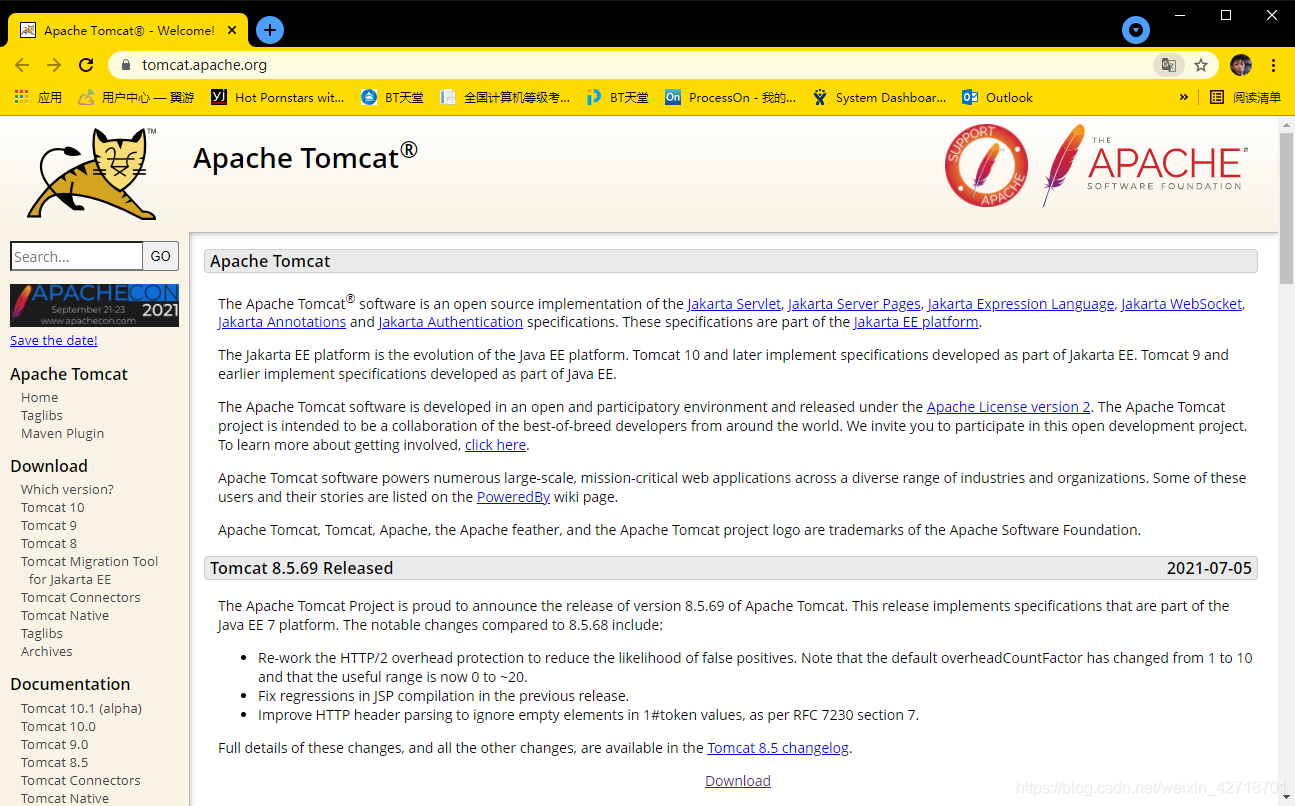 Apache Tomcat® - Welcome!
tomcat.apache.org
应用 用户中心 — 翼游 Hot Pornstars wit... BT天堂 全国计算机等级考... BT天堂 ProcessOn - 我的... System Dashboar... Outlook » 阅读清单
™
Apache Tomcat®
SUPPORT APACHE
THE
APACHE®
SOFTWARE FOUNDATION
Search... GO
APACHECON
September 21-23 2021
www.apachecon.com
Save the date!
Apache Tomcat
Home
Taglibs
Maven Plugin
Download
Which version?
Tomcat 10
Tomcat 9
Tomcat 8
Tomcat Migration Tool
for Jakarta EE
Tomcat Connectors
Tomcat Native
Taglibs
Archives
Documentation
Tomcat 10.1 (alpha)
Tomcat 10.0
Tomcat 9.0
Tomcat 8.5
Tomcat Connectors
Tomcat Native
Apache Tomcat
The Apache Tomcat® software is an open source implementation of the Jakarta Servlet, Jakarta Server Pages, Jakarta Expression Language, Jakarta WebSocket,
Jakarta Annotations and Jakarta Authentication specifications. These specifications are part of the Jakarta EE platform.
The Jakarta EE platform is the evolution of the Java EE platform. Tomcat 10 and later implement specifications developed as part of Jakarta EE. Tomcat 9 and
earlier implement specifications developed as part of Java EE.
The Apache Tomcat software is developed in an open and participatory environment and released under the Apache License version 2. The Apache Tomcat
project is intended to be a collaboration of the best-of-breed developers from around the world. We invite you to participate in this open development project.
To learn more about getting involved, click here.
Apache Tomcat software powers numerous large-scale, mission-critical web applications across a diverse range of industries and organizations. Some of these
users and their stories are listed on the PoweredBy wiki page.
Apache Tomcat, Tomcat, Apache, the Apache feather, and the Apache Tomcat project logo are trademarks of the Apache Software Foundation.
Tomcat 8.5.69 Released 2021-07-05
The Apache Tomcat Project is proud to announce the release of version 8.5.69 of Apache Tomcat. This release implements specifications that are part of the
Java EE 7 platform. The notable changes compared to 8.5.68 include:
• Re-work the HTTP/2 overhead protection to reduce the likelihood of false positives. Note that the default overheadCountFactor has changed from 1 to 10
and that the useful range is now 0 to ~20.
• Fix regressions in JSP compilation in the previous release.
• Improve HTTP header parsing to ignore empty elements in 1#token values, as per RFC 7230 section 7.
Full details of these changes, and all the other changes, are available in the Tomcat 8.5 changelog.
Download
https://blog.csdn.net/weixin_42718701